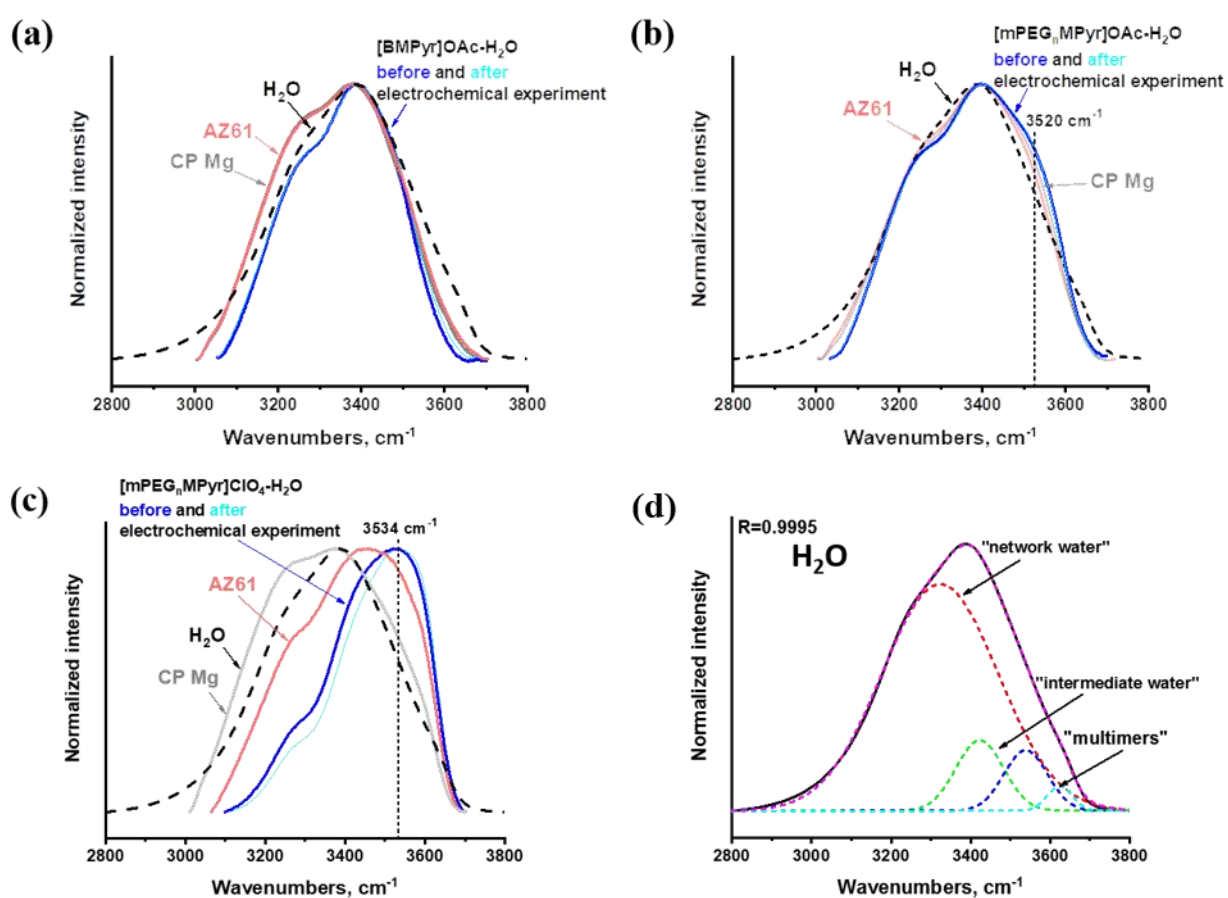 (a)
[BMPyr]OAc-H₂O
before and after
electrochemical experiment
H₂O
AZ61
CP Mg
Normalized intensity
2800 3000 3200 3400 3600 3800
Wavenumbers, cm⁻¹
(b)
[mPEGₙMPyr]OAc-H₂O
before and after
electrochemical experiment
H₂O
AZ61
3520 cm⁻¹
CP Mg
Normalized intensity
2800 3000 3200 3400 3600 3800
Wavenumbers, cm⁻¹
(c)
[mPEGₙMPyr]ClO₄-H₂O
before and after
electrochemical experiment
3534 cm⁻¹
AZ61
H₂O
CP Mg
Normalized intensity
2800 3000 3200 3400 3600 3800
Wavenumbers, cm⁻¹
(d)
R=0.9995
H₂O
"network water"
"intermediate water"
"multimers"
Normalized intensity
2800 3000 3200 3400 3600 3800
Wavenumbers, cm⁻¹